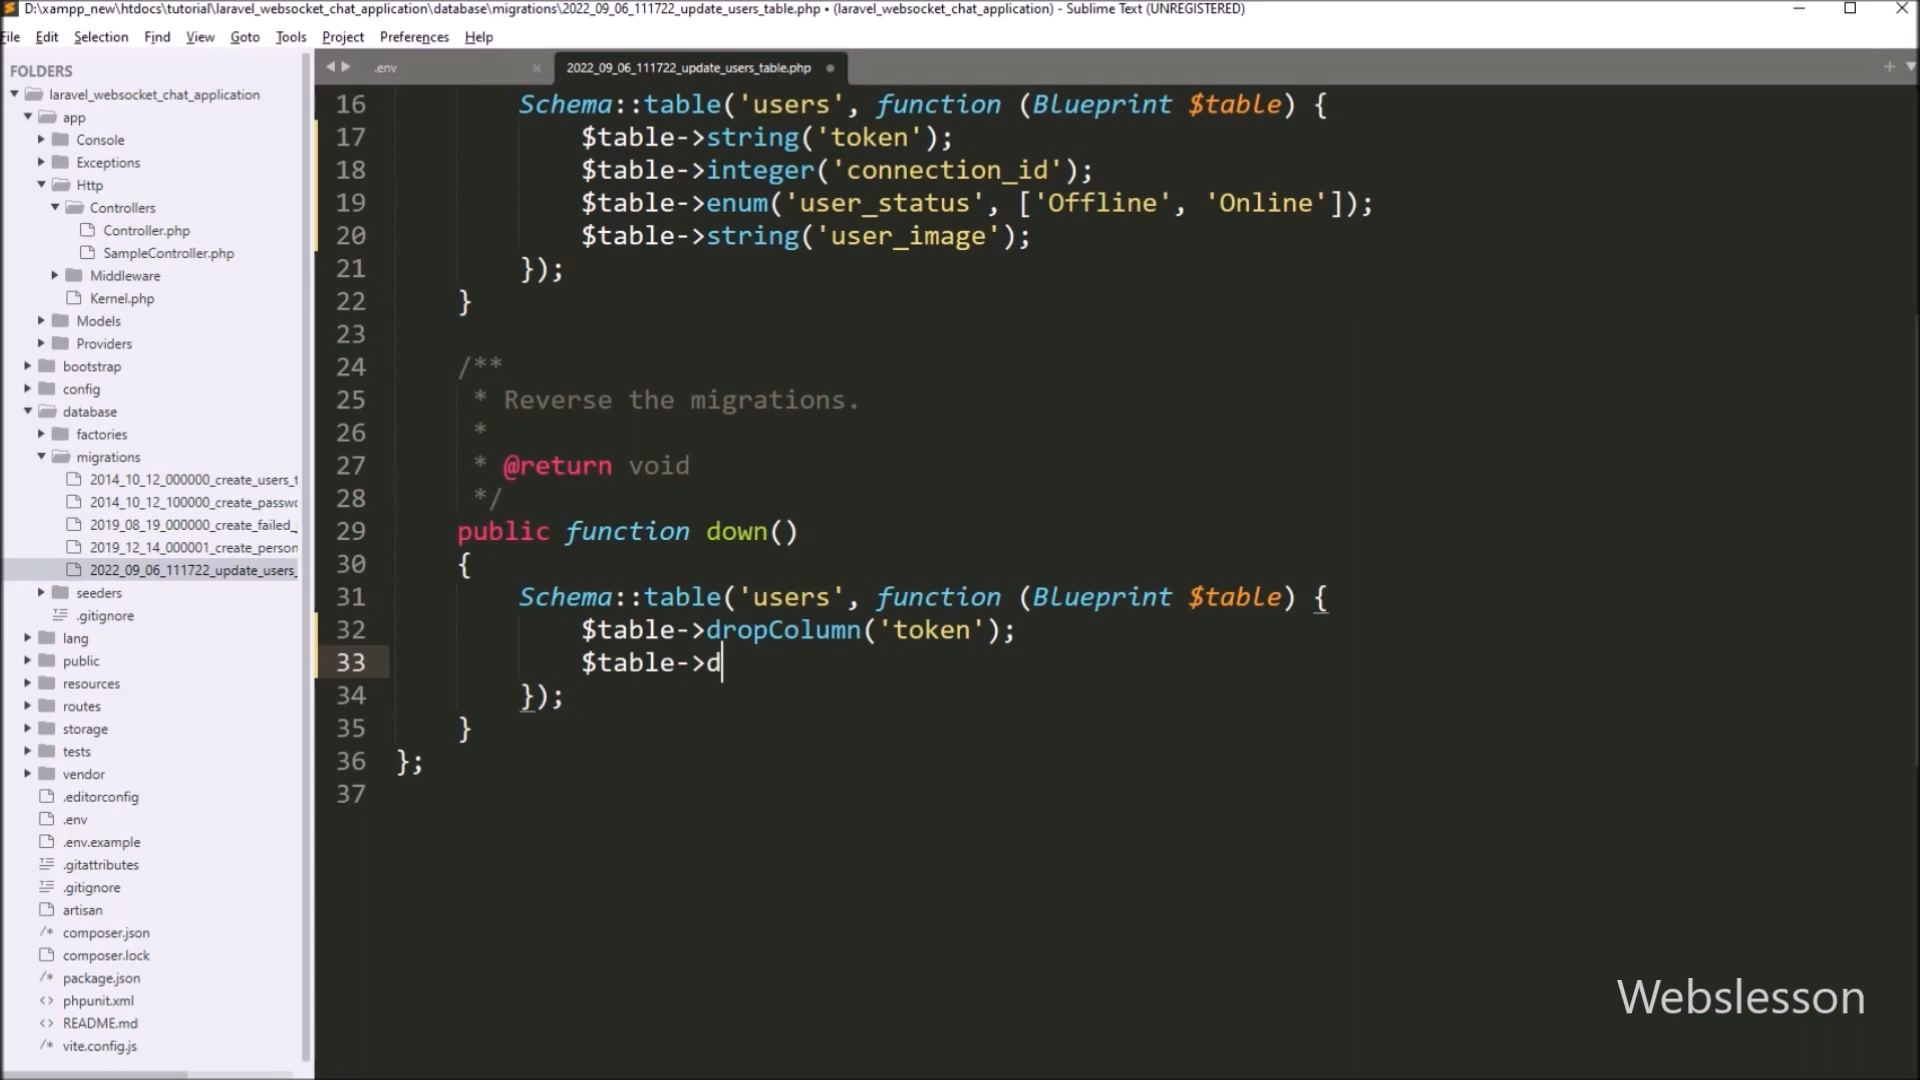 D:\xampp_new\htdocs\tutorial\laravel_websocket_chat_application\database\migrations\2022_09_06_111722_update_users_table.php • (laravel_websocket_chat_application) - Sublime Text (UNREGISTERED)
File Edit Selection Find View Goto Tools Project Preferences Help
FOLDERS
laravel_websocket_chat_application
app
Console
Exceptions
Http
Controllers
Controller.php
SampleController.php
Middleware
Kernel.php
Models
Providers
bootstrap
config
database
factories
migrations
2014_10_12_000000_create_users_t
2014_10_12_100000_create_passwo
2019_08_19_000000_create_failed_
2019_12_14_000001_create_person
2022_09_06_111722_update_users_
seeders
.gitignore
lang
public
resources
routes
storage
tests
vendor
.editorconfig
.env
.env.example
.gitattributes
.gitignore
artisan
composer.json
composer.lock
package.json
phpunit.xml
README.md
vite.config.js
.env
2022_09_06_111722_update_users_table.php
16 Schema::table('users', function (Blueprint $table) {
17 $table->string('token');
18 $table->integer('connection_id');
19 $table->enum('user_status', ['Offline', 'Online']);
20 $table->string('user_image');
21 });
22 }
23
24 /**
25 * Reverse the migrations.
26 *
27 * @return void
28 */
29 public function down()
30 {
31 Schema::table('users', function (Blueprint $table) {
32 $table->dropColumn('token');
33 $table->d
34 });
35 }
36 };
37
Webslesson